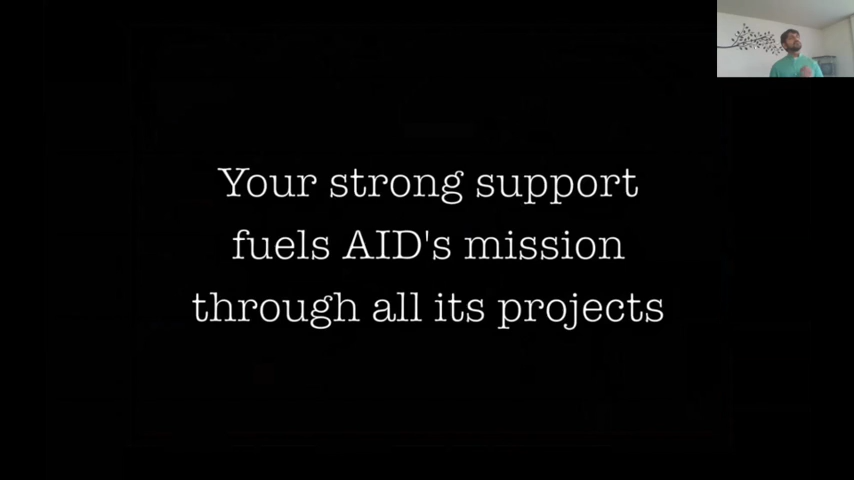 Your strong support
fuels AID's mission
through all its projects